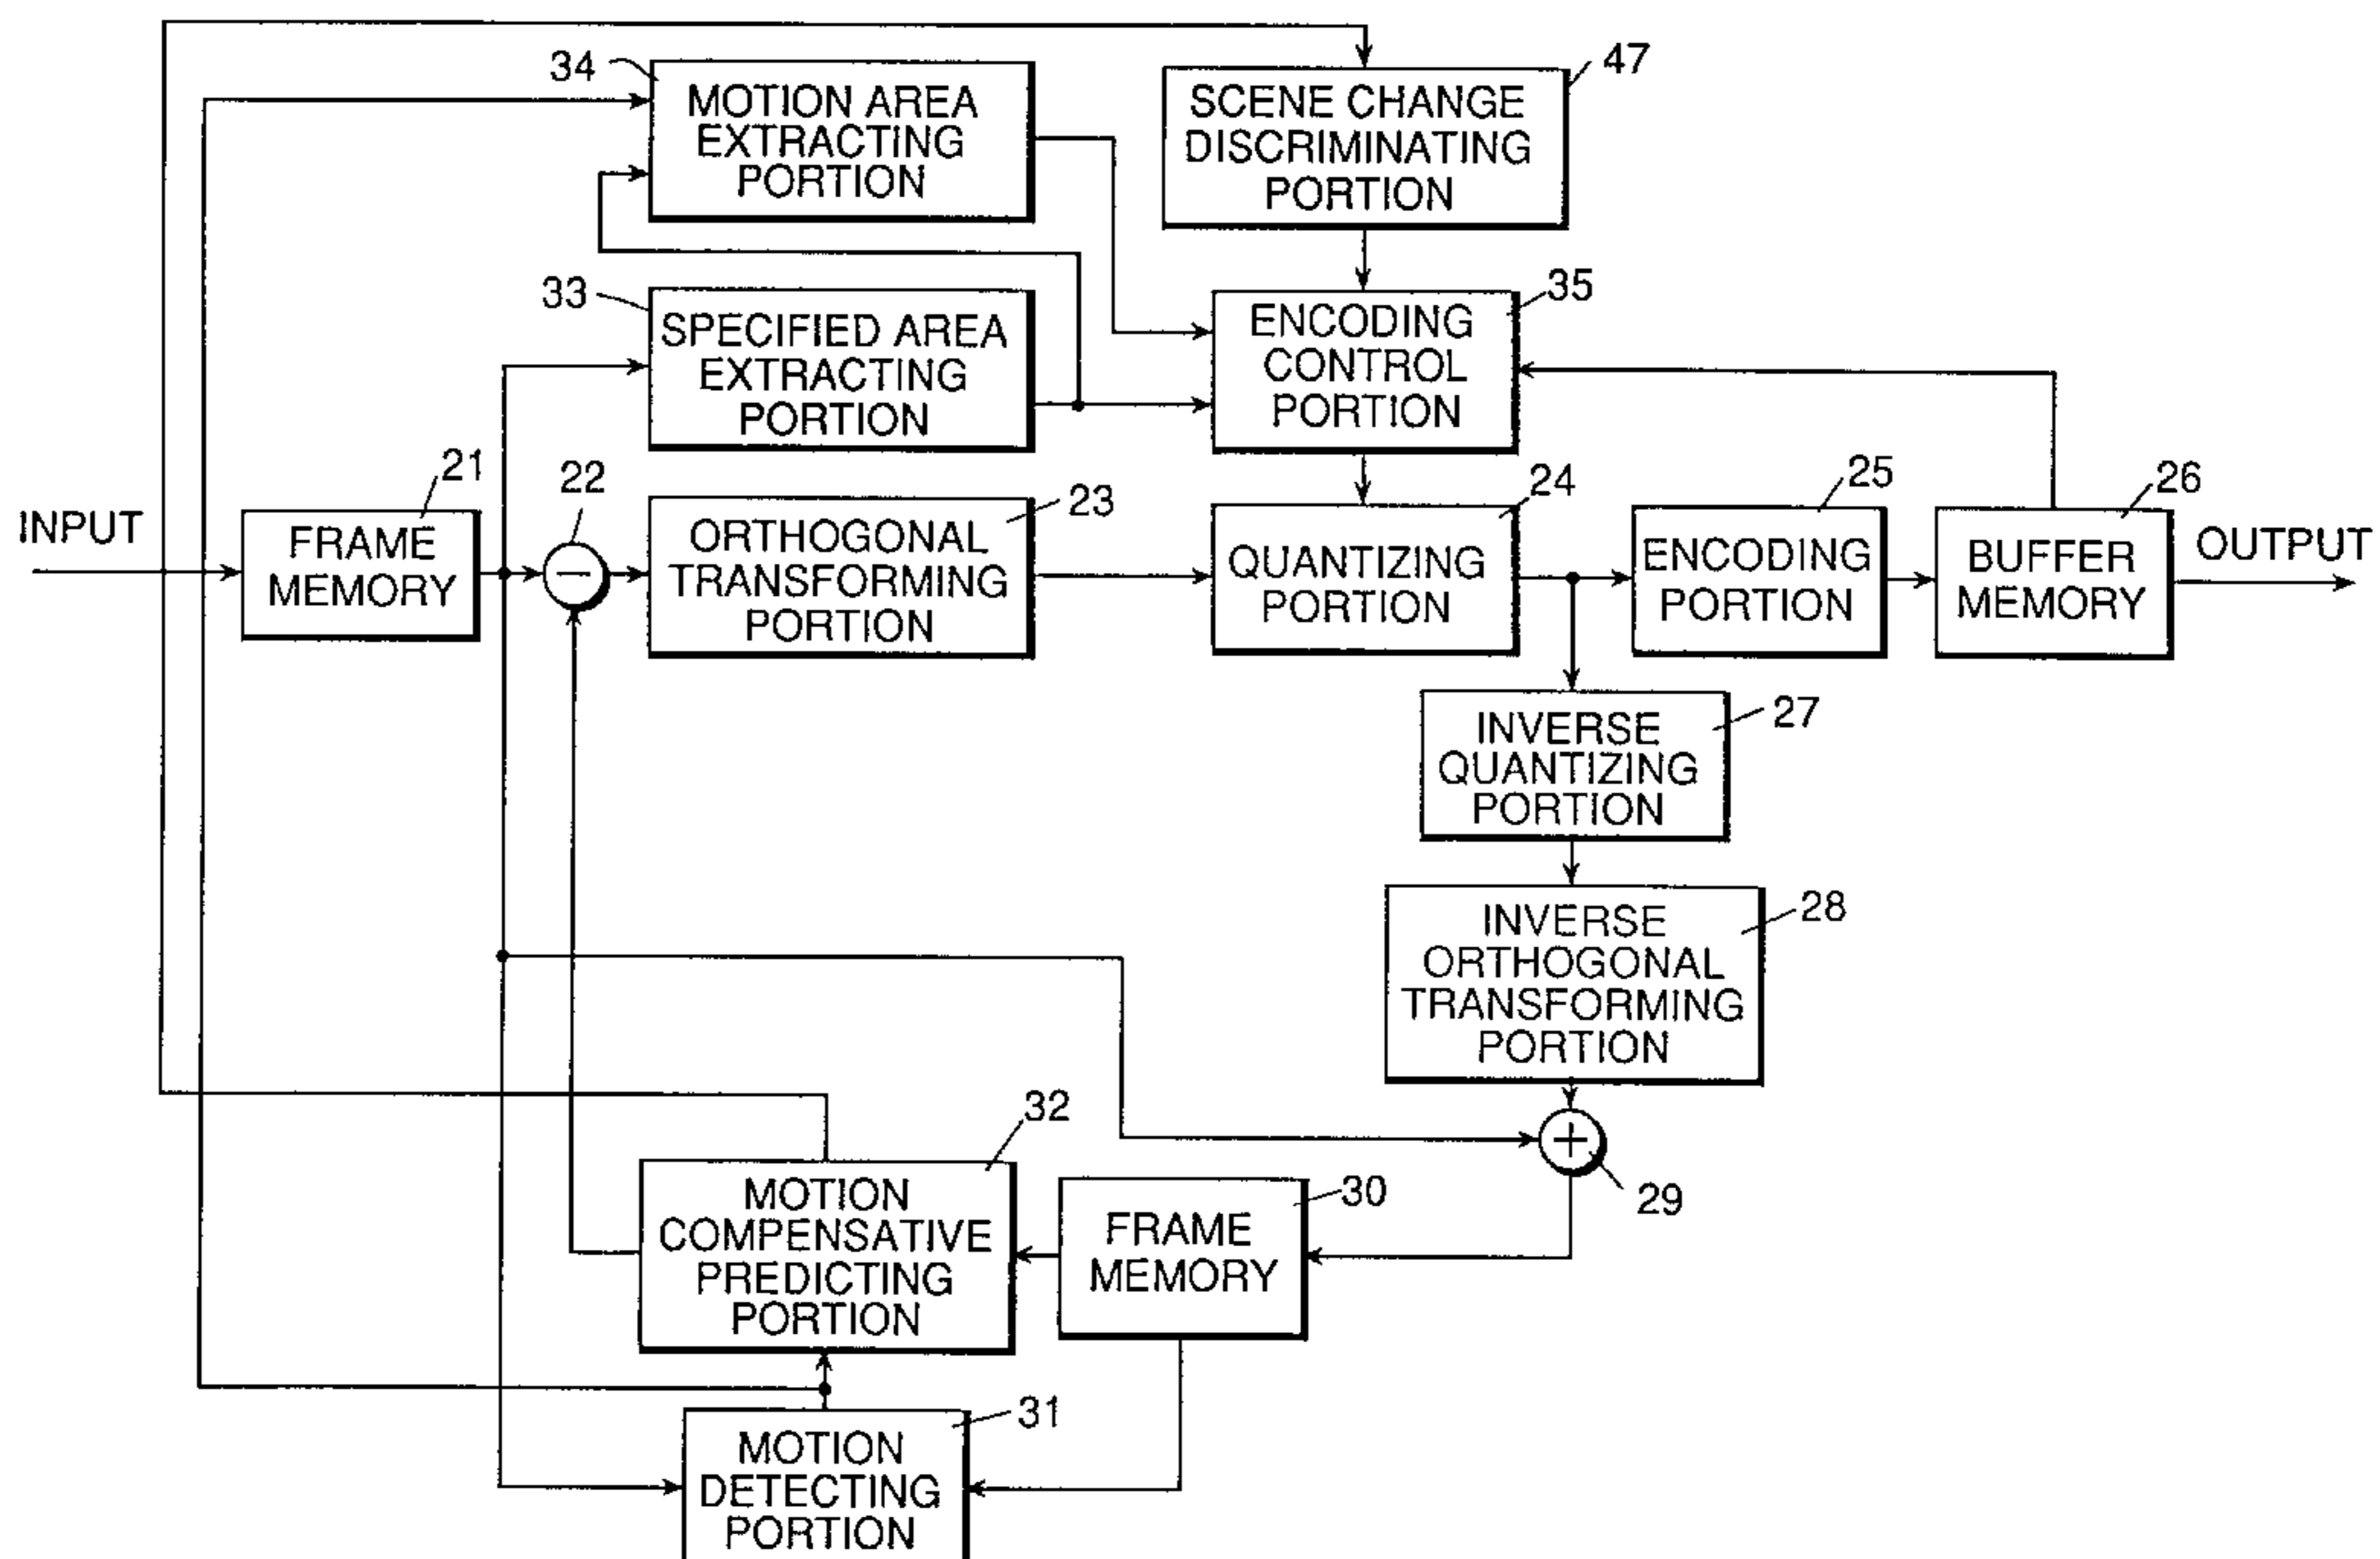 34
MOTION AREA
EXTRACTING
PORTION
47
SCENE CHANGE
DISCRIMINATING
PORTION
33
SPECIFIED AREA
EXTRACTING
PORTION
35
ENCODING
CONTROL
PORTION
INPUT
21
FRAME
MEMORY
22
−
23
ORTHOGONAL
TRANSFORMING
PORTION
24
QUANTIZING
PORTION
25
ENCODING
PORTION
26
BUFFER
MEMORY
OUTPUT
27
INVERSE
QUANTIZING
PORTION
28
INVERSE
ORTHOGONAL
TRANSFORMING
PORTION
+
29
32
MOTION
COMPENSATIVE
PREDICTING
PORTION
30
FRAME
MEMORY
31
MOTION
DETECTING
PORTION